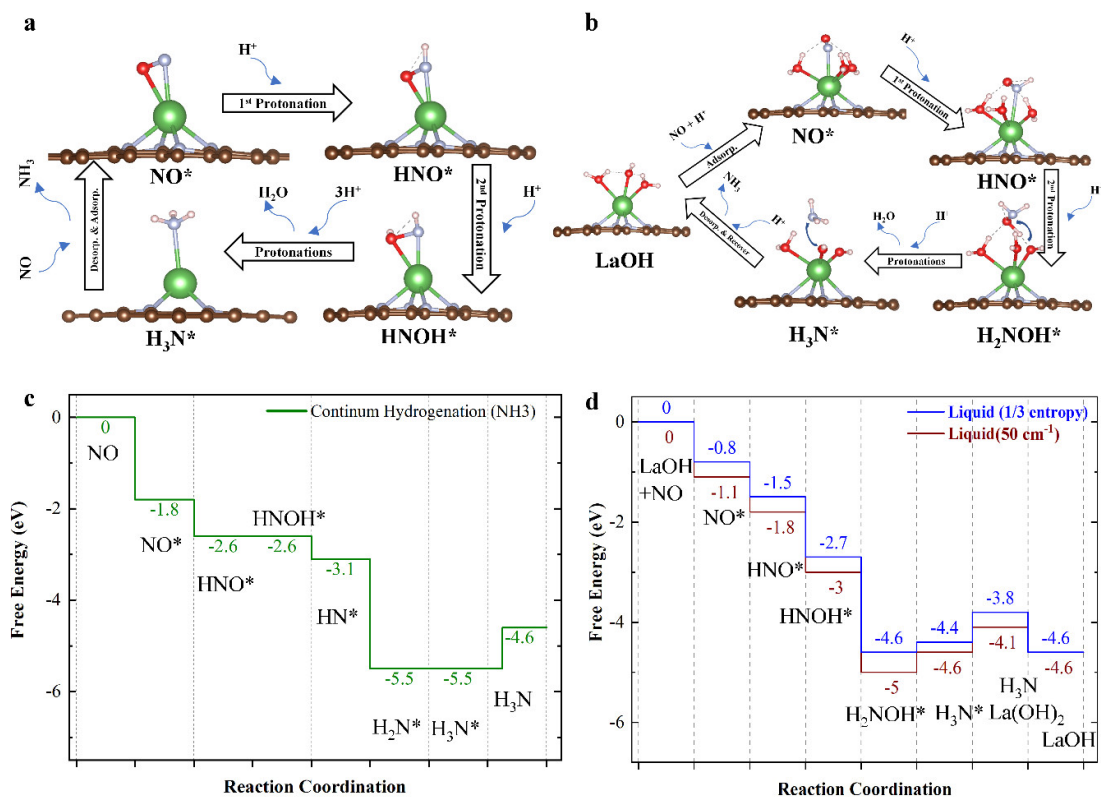 a
H⁺
1st Protonation
NO*
HNO*
NH₃
Desorp. & Adsorp.
NO
H₂O
3H⁺
Protonations
2nd Protonation
H⁺
H₃N*
HNOH*
b
H⁺
1st Protonation
NO + H⁺
Adsorp.
NO*
HNO*
NH₃
H⁺
Desorp. & Recover
LaOH
H₂O
Protonations
2nd Protonation
H₃N*
H₂NOH*
c
Continum Hydrogenation (NH3)
Free Energy (eV)
0
-2
-4
-6
0
NO
-1.8
NO*
-2.6
HNO*
HNOH*
-2.6
-3.1
HN*
-5.5
H₂N*
-5.5
H₃N*
-4.6
H₃N
Reaction Coordination
d
Liquid (1/3 entropy)
Liquid(50 cm⁻¹)
Free Energy (eV)
0
-2
-4
-6
0
0
LaOH
+NO
-0.8
-1.1
NO*
-1.5
-1.8
HNO*
-2.7
-3
HNOH*
-4.6
-5
H₂NOH*
-4.4
-4.6
H₃N*
-3.8
-4.1
H₃N
La(OH)₂
-4.6
-4.6
LaOH
Reaction Coordination